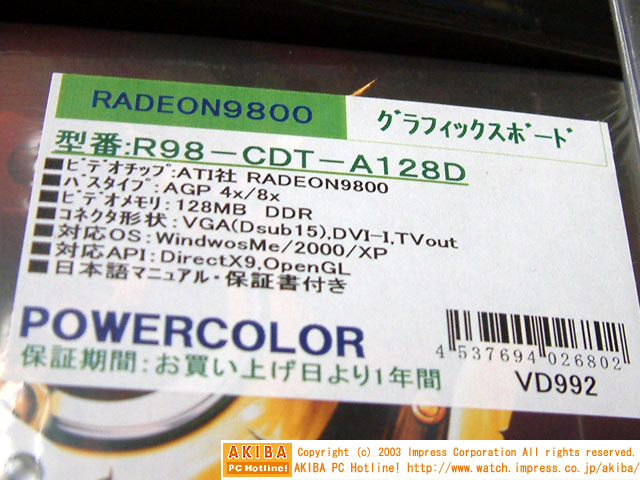 RADEON9800
グラフィックスボード
型番:R98-CDT-A128D
■ビデオチップ:ATI社 RADEON9800
■バスタイプ:AGP 4x/8x
■ビデオメモリ:128MB DDR
■コネクタ形状:VGA(Dsub15),DVI-I,TVout
■対応OS:WindwosMe/2000/XP
■対応API:DirectX9,OpenGL
■日本語マニュアル・保証書付き
POWERCOLOR
保証期間:お買い上げ日より1年間
4 537694 026802
VD992
AKIBA PC Hotline!
Copyright (c) 2003 Impress Corporation All rights reserved.
AKIBA PC Hotline! http://www.watch.impress.co.jp/akiba/